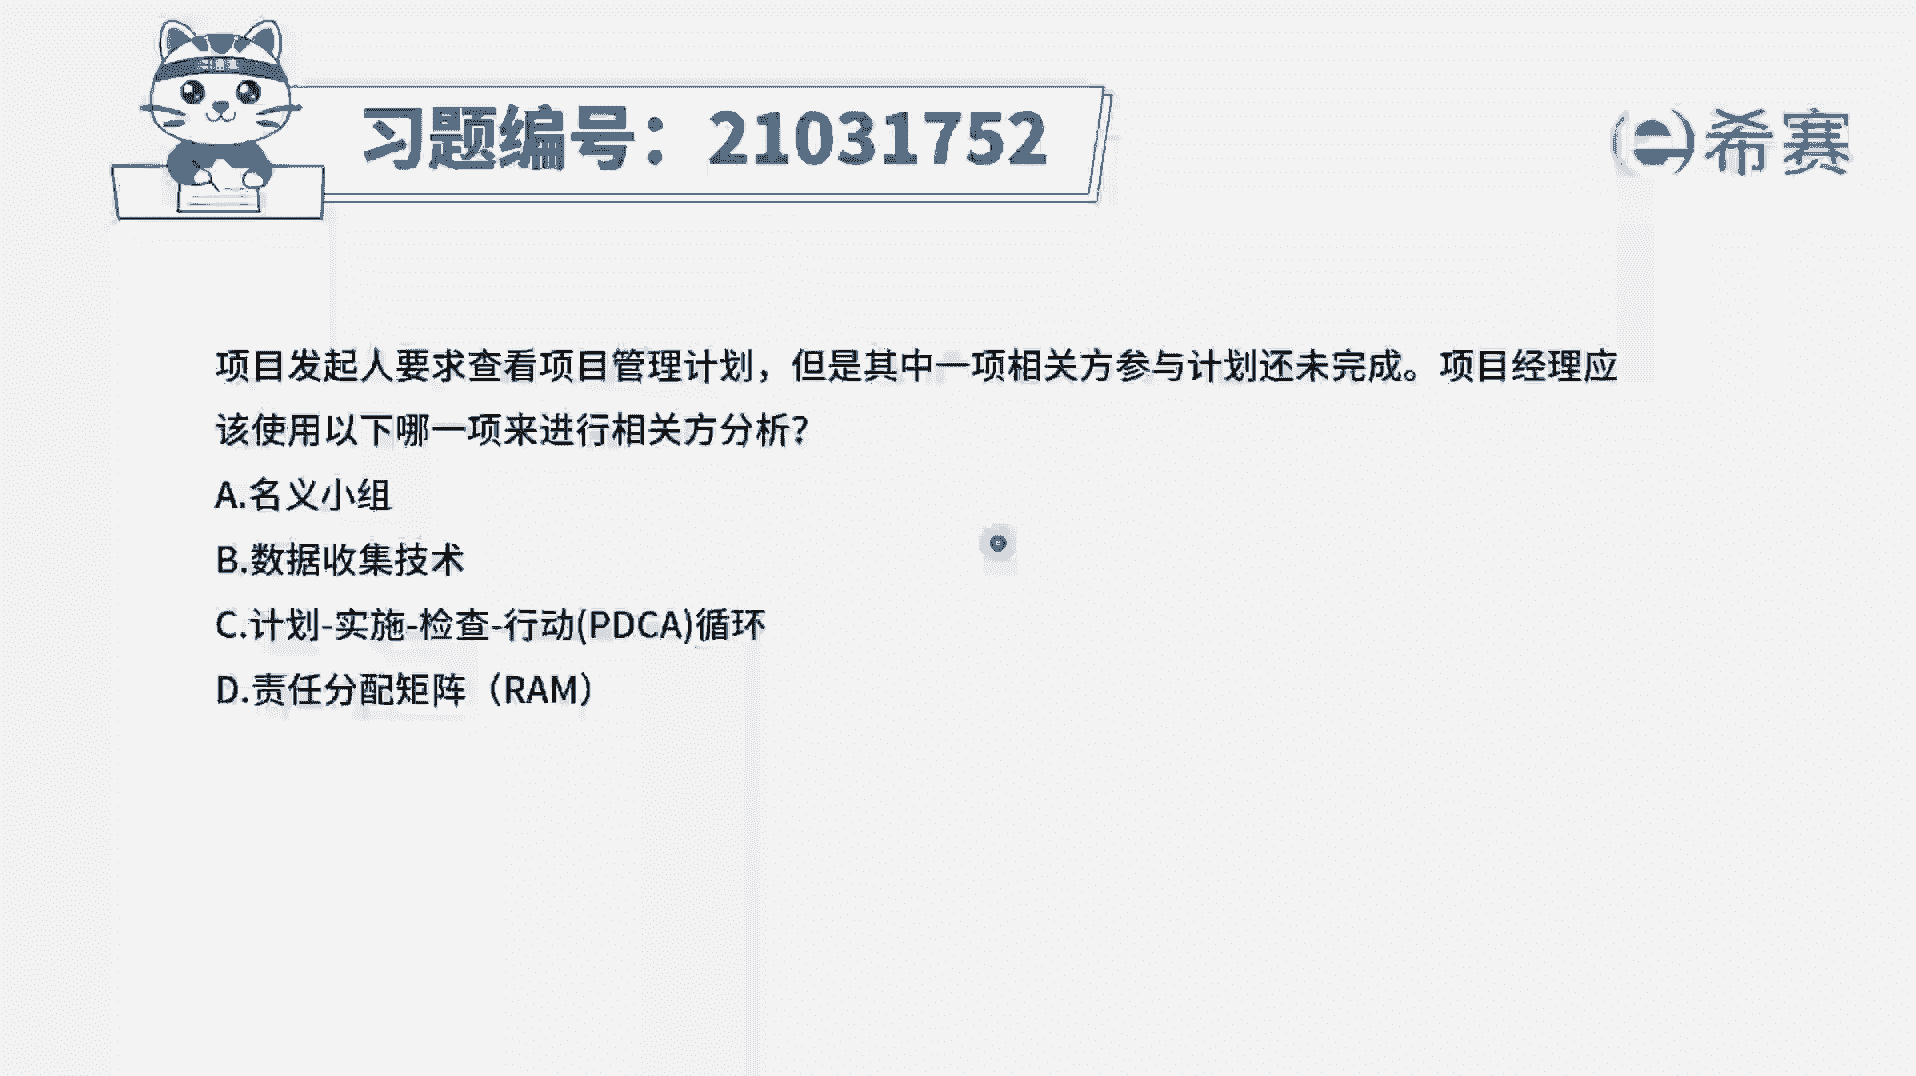 习题编号：21031752
希赛
项目发起人要求查看项目管理计划，但是其中一项相关方参与计划还未完成。项目经理应
该使用以下哪一项来进行相关方分析？
A.名义小组
B.数据收集技术
C.计划-实施-检查-行动(PDCA)循环
D.责任分配矩阵（RAM）